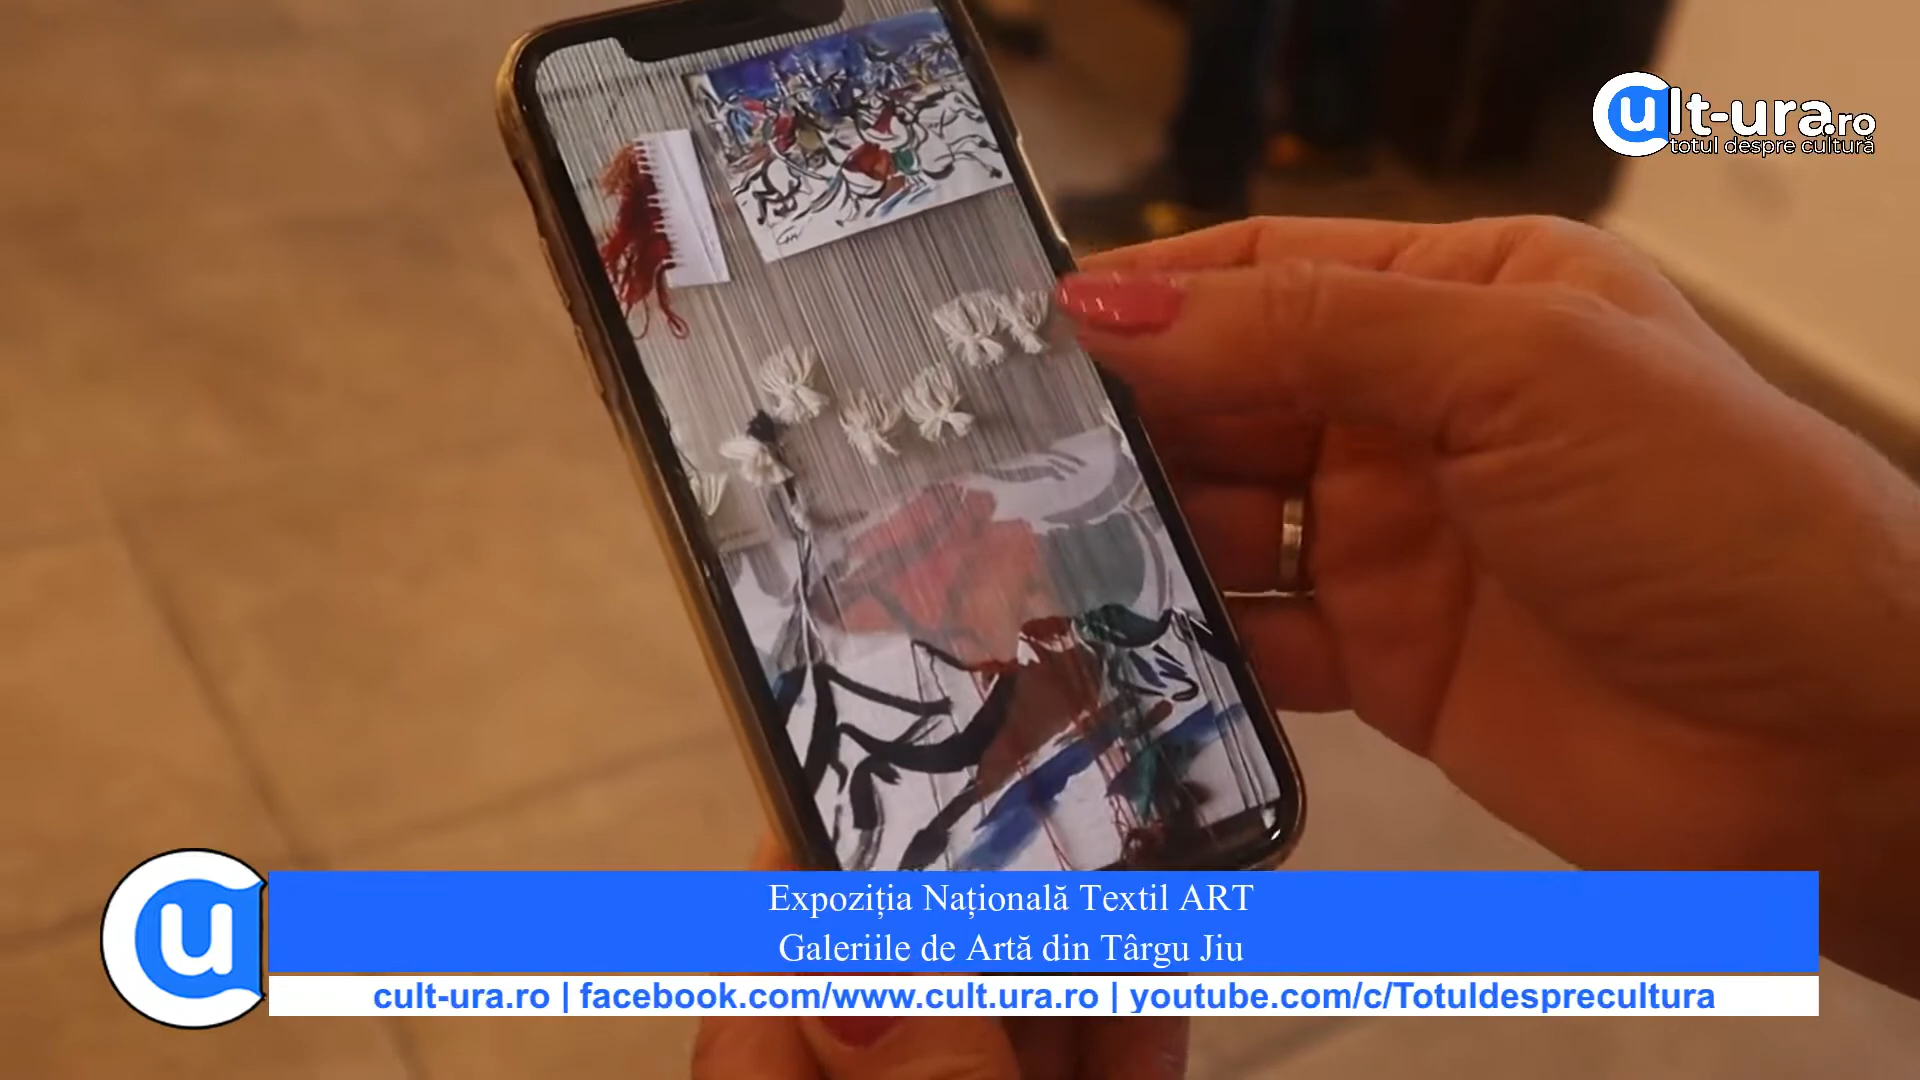 ult-ura.ro
totul despre cultură
Expoziția Națională Textil ART
Galeriile de Artă din Târgu Jiu
u
cult-ura.ro | facebook.com/www.cult.ura.ro | youtube.com/c/Totuldesprecultura